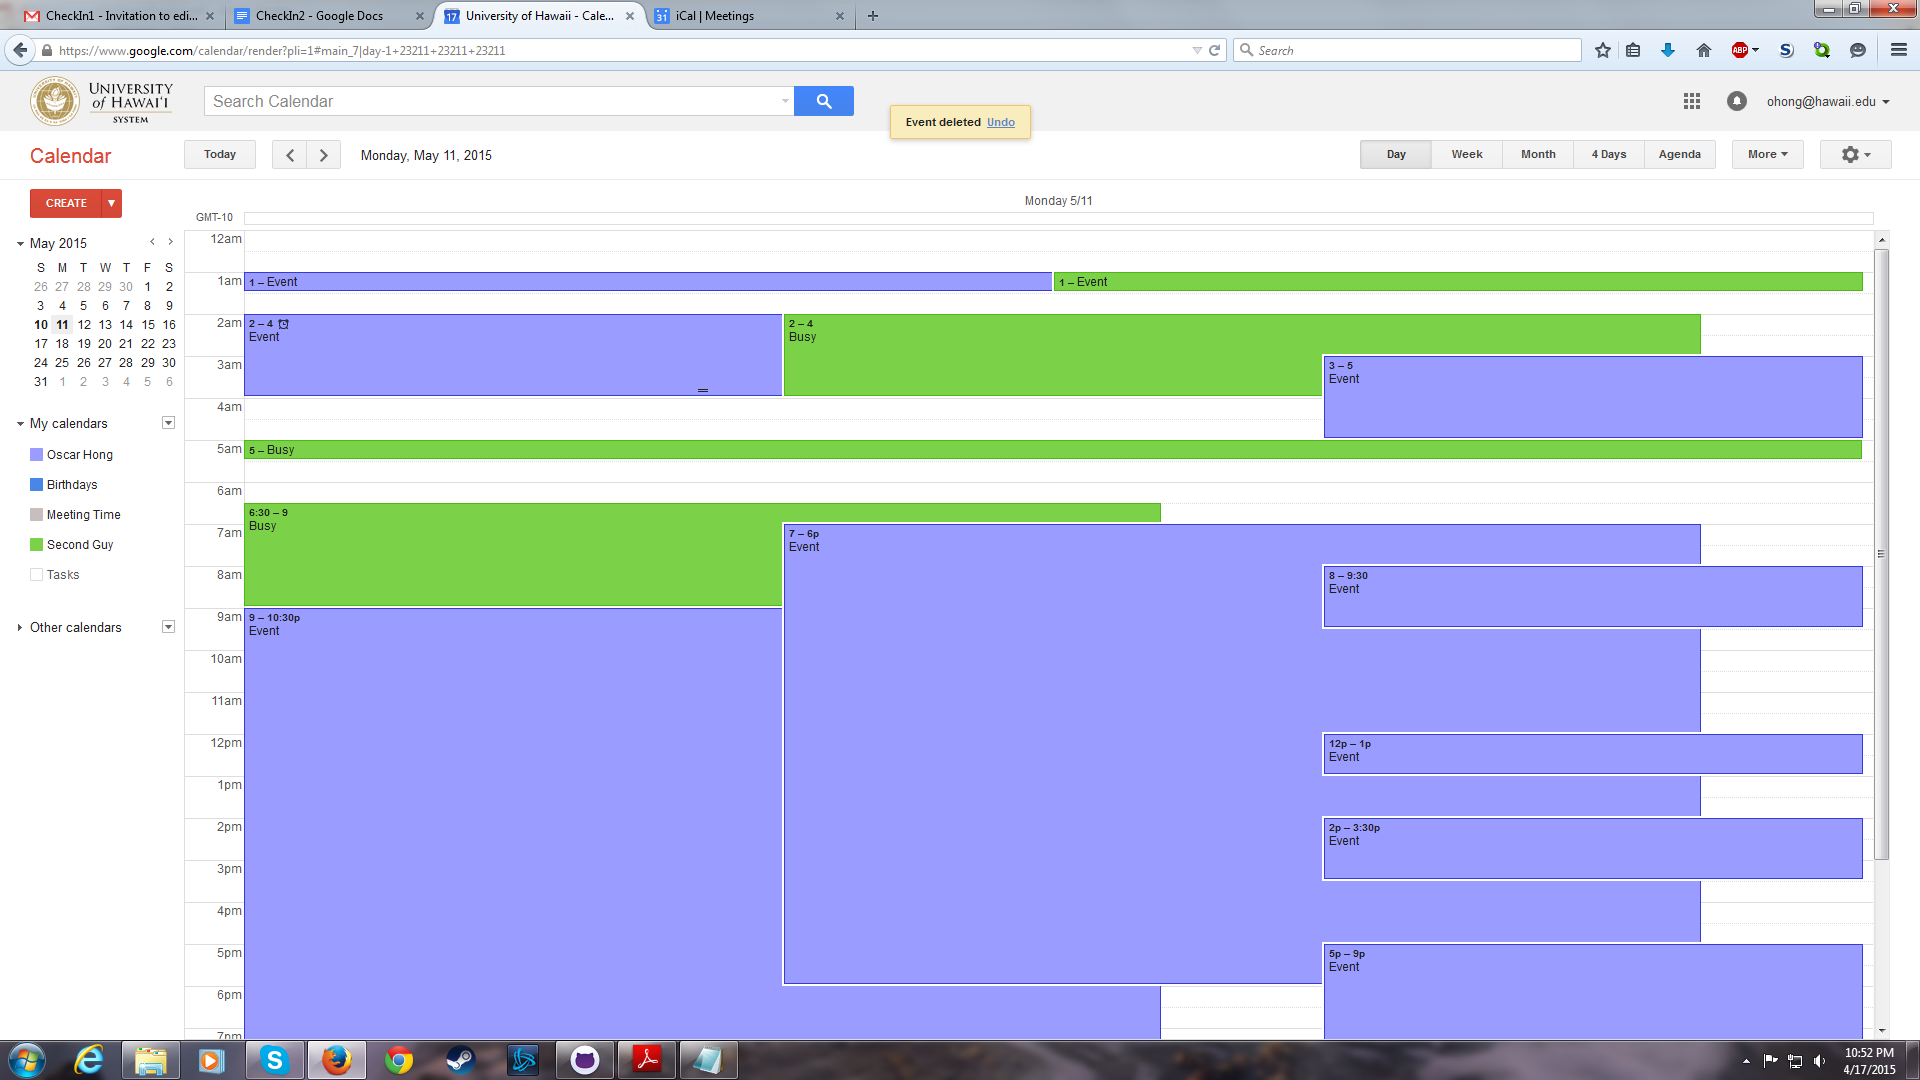 CheckIn1 - Invitation to edi...
CheckIn2 - Google Docs
17 University of Hawaii - Cale...
31 iCal | Meetings
https://www.google.com/calendar/render?pli=1#main_7|day-1+23211+23211+23211
Search
ABP
UNIVERSITY
of HAWAI'I
SYSTEM
Search Calendar
Event deleted Undo
ohong@hawaii.edu
Calendar
Today
Monday, May 11, 2015
Day Week Month 4 Days Agenda
More
CREATE
Monday 5/11
GMT-10
May 2015
S M T W T F S
26 27 28 29 30 1 2
3 4 5 6 7 8 9
10 11 12 13 14 15 16
17 18 19 20 21 22 23
24 25 26 27 28 29 30
31 1 2 3 4 5 6
My calendars
Oscar Hong
Birthdays
Meeting Time
Second Guy
Tasks
Other calendars
12am
1am
1 – Event
1 – Event
2am
2 – 4
Event
2 – 4
Busy
3am
3 – 5
Event
4am
5am
5 – Busy
6am
6:30 – 9
Busy
7am
7 – 6p
Event
8am
8 – 9:30
Event
9am
9 – 10:30p
Event
10am
11am
12pm
12p – 1p
Event
1pm
2pm
2p – 3:30p
Event
3pm
4pm
5pm
5p – 9p
Event
6pm
7pm
10:52 PM
4/17/2015